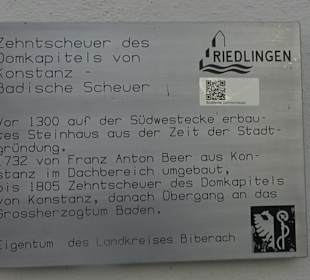 Zehntscheuer des
Domkapitels von
Konstanz -
Badische Scheuer
RIEDLINGEN
Vor 1300 auf der Südwestecke erbau-
tes Steinhaus aus der Zeit der Stadt-
gründung.
1732 von Franz Anton Beer aus Kon-
stanz im Dachbereich umgebaut,
bis 1805 Zehntscheuer des Domkapitels
von Konstanz, danach Übergang an das
Grossherzogtum Baden.
Eigentum des Landkreises Biberach